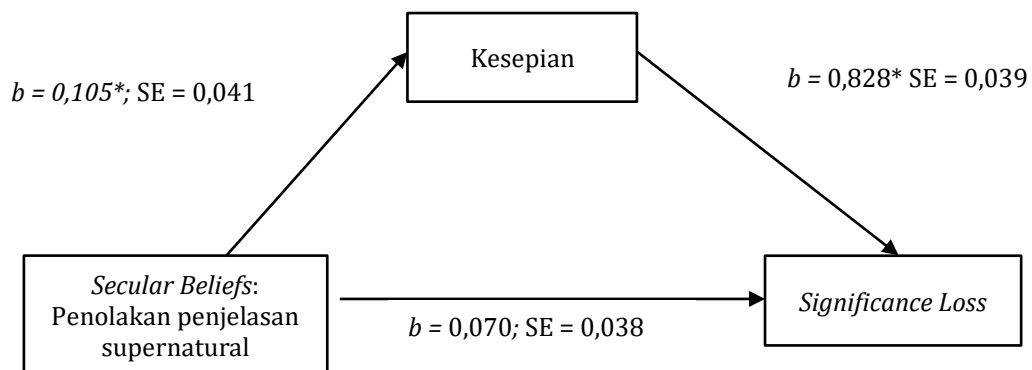 Kesepian
b = 0,105*; SE = 0,041
b = 0,828* SE = 0,039
Secular Beliefs:
Penolakan penjelasan
supernatural
b = 0,070; SE = 0,038
Significance Loss